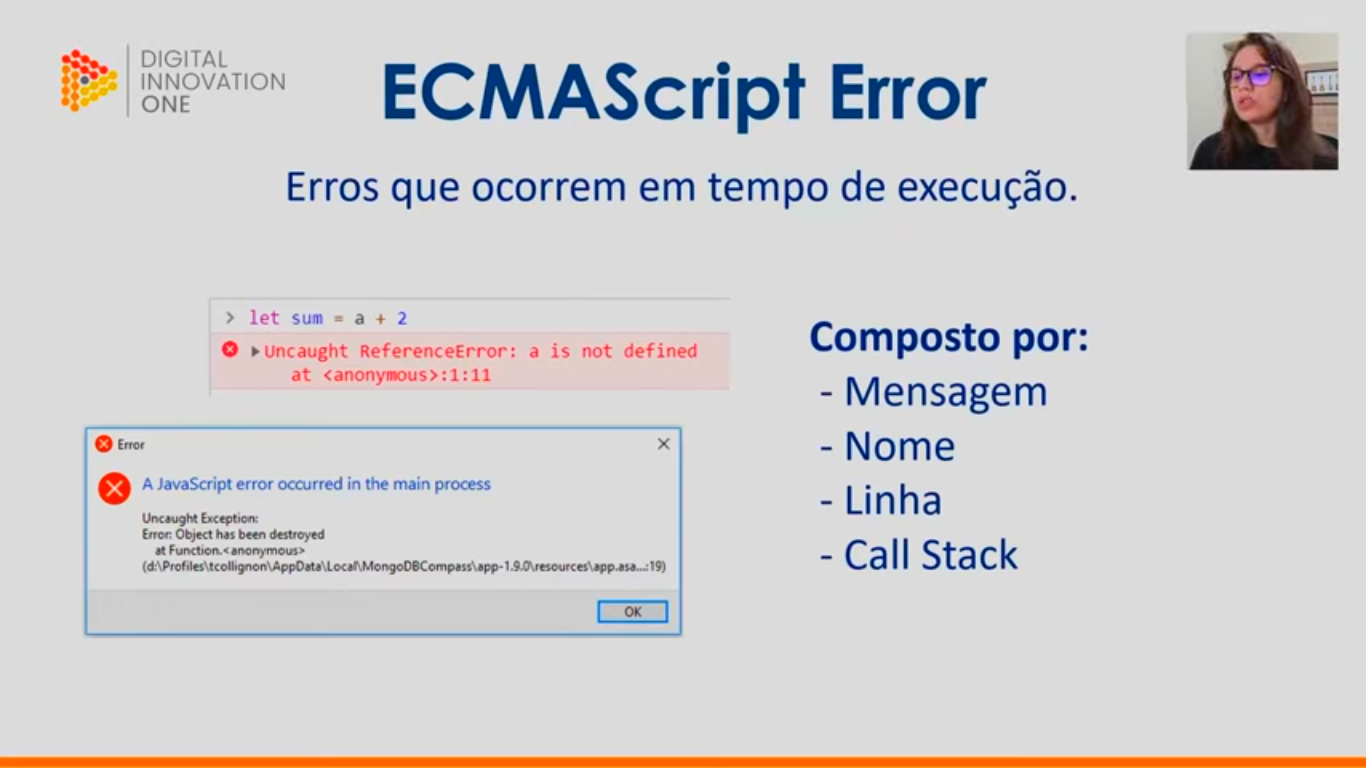 DIGITAL
INNOVATION
ONE
ECMAScript Error
Erros que ocorrem em tempo de execução.
> let sum = a + 2
Uncaught ReferenceError: a is not defined
at <anonymous>:1:11
Error
A JavaScript error occurred in the main process
Uncaught Exception:
Error: Object has been destroyed
at Function.<anonymous>
(d:\Profiles\tcollignon\AppData\Local\MongoDBCompass\app-1.9.0\resources\app.asa...:19)
OK
Composto por:
- Mensagem
- Nome
- Linha
- Call Stack